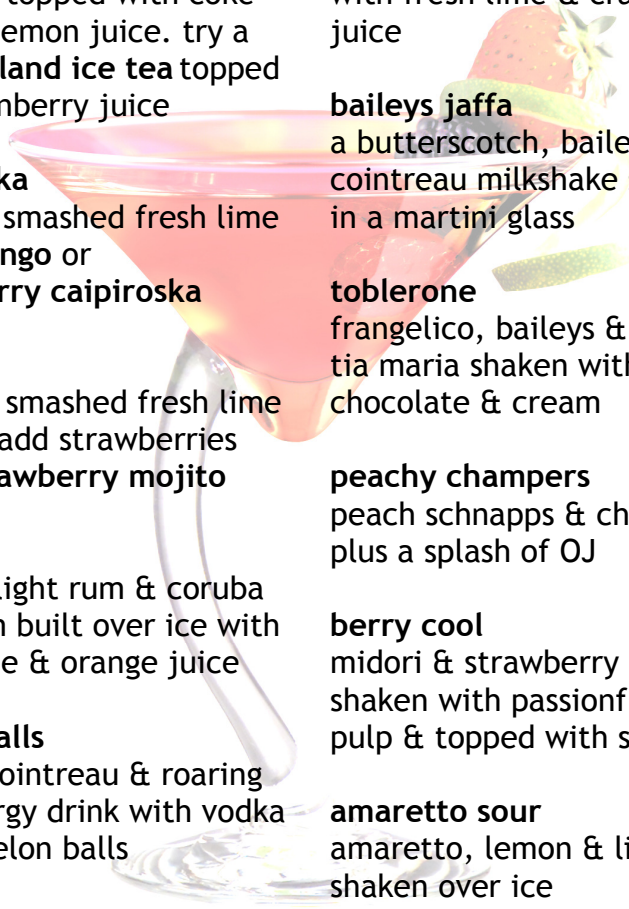 topped with coke
emon juice. try a
land ice tea topped
nberry juice
ka
smashed fresh lime
ngo or
rry caipiroska
smashed fresh lime
add strawberries
awberry mojito
light rum & coruba
n built over ice with
e & orange juice
alls
ointreau & roaring
rgy drink with vodka
elon balls
with fresh lime & cra
juice
baileys jaffa
a butterscotch, baile
cointreau milkshake
in a martini glass
toblerone
frangelico, baileys &
tia maria shaken with
chocolate & cream
peachy champers
peach schnapps & ch
plus a splash of OJ
berry cool
midori & strawberry
shaken with passionf
pulp & topped with s
amaretto sour
amaretto, lemon & li
shaken over ice